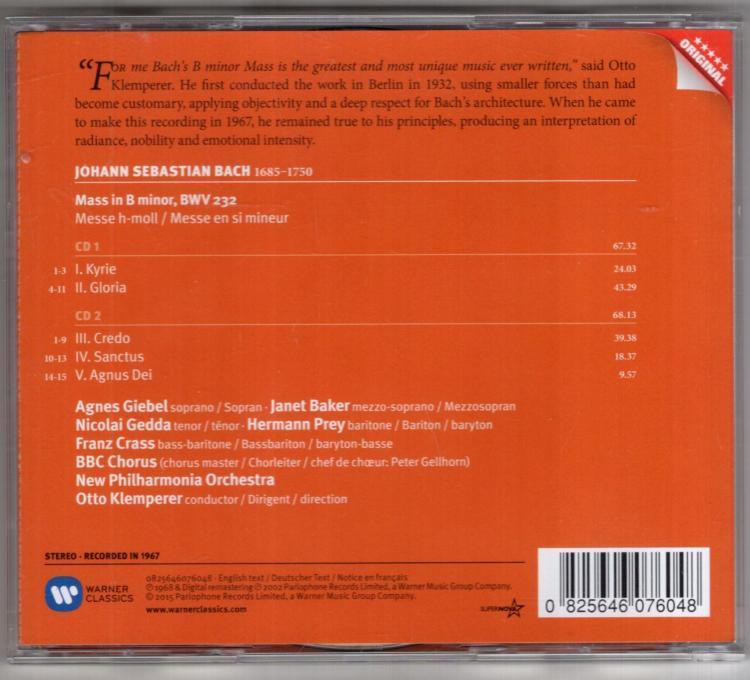 "FOR me Bach's B minor Mass is the greatest and most unique music ever written," said Otto
Klemperer. He first conducted the work in Berlin in 1932, using smaller forces than had
become customary, applying objectivity and a deep respect for Bach's architecture. When he came
to make this recording in 1967, he remained true to his principles, producing an interpretation of
radiance, nobility and emotional intensity.
ORIGINAL
JOHANN SEBASTIAN BACH 1685–1750
Mass in B minor, BWV 232
Messe h-moll / Messe en si mineur
CD 1 67.32
1-3 I. Kyrie 24.03
4-11 II. Gloria 43.29
CD 2 68.13
1-9 III. Credo 39.38
10-13 IV. Sanctus 18.37
14-15 V. Agnus Dei 9.57
Agnes Giebel soprano / Sopran · Janet Baker mezzo-soprano / Mezzosopran
Nicolai Gedda tenor / ténor · Hermann Prey baritone / Bariton / baryton
Franz Crass bass-baritone / Bassbariton / baryton-basse
BBC Chorus (chorus master / Chorleiter / chef de chœur: Peter Gellhorn)
New Philharmonia Orchestra
Otto Klemperer conductor / Dirigent / direction
STEREO · RECORDED IN 1967
WARNER
CLASSICS
0825646076048 · English text / Deutscher Text / Notice en français
℗ 1968 & Digital remastering ℗ 2002 Parlophone Records Limited, a Warner Music Group Company.
© 2015 Parlophone Records Limited, a Warner Music Group Company.
www.warnerclassics.com
SUPERNOVA
0 825646 076048